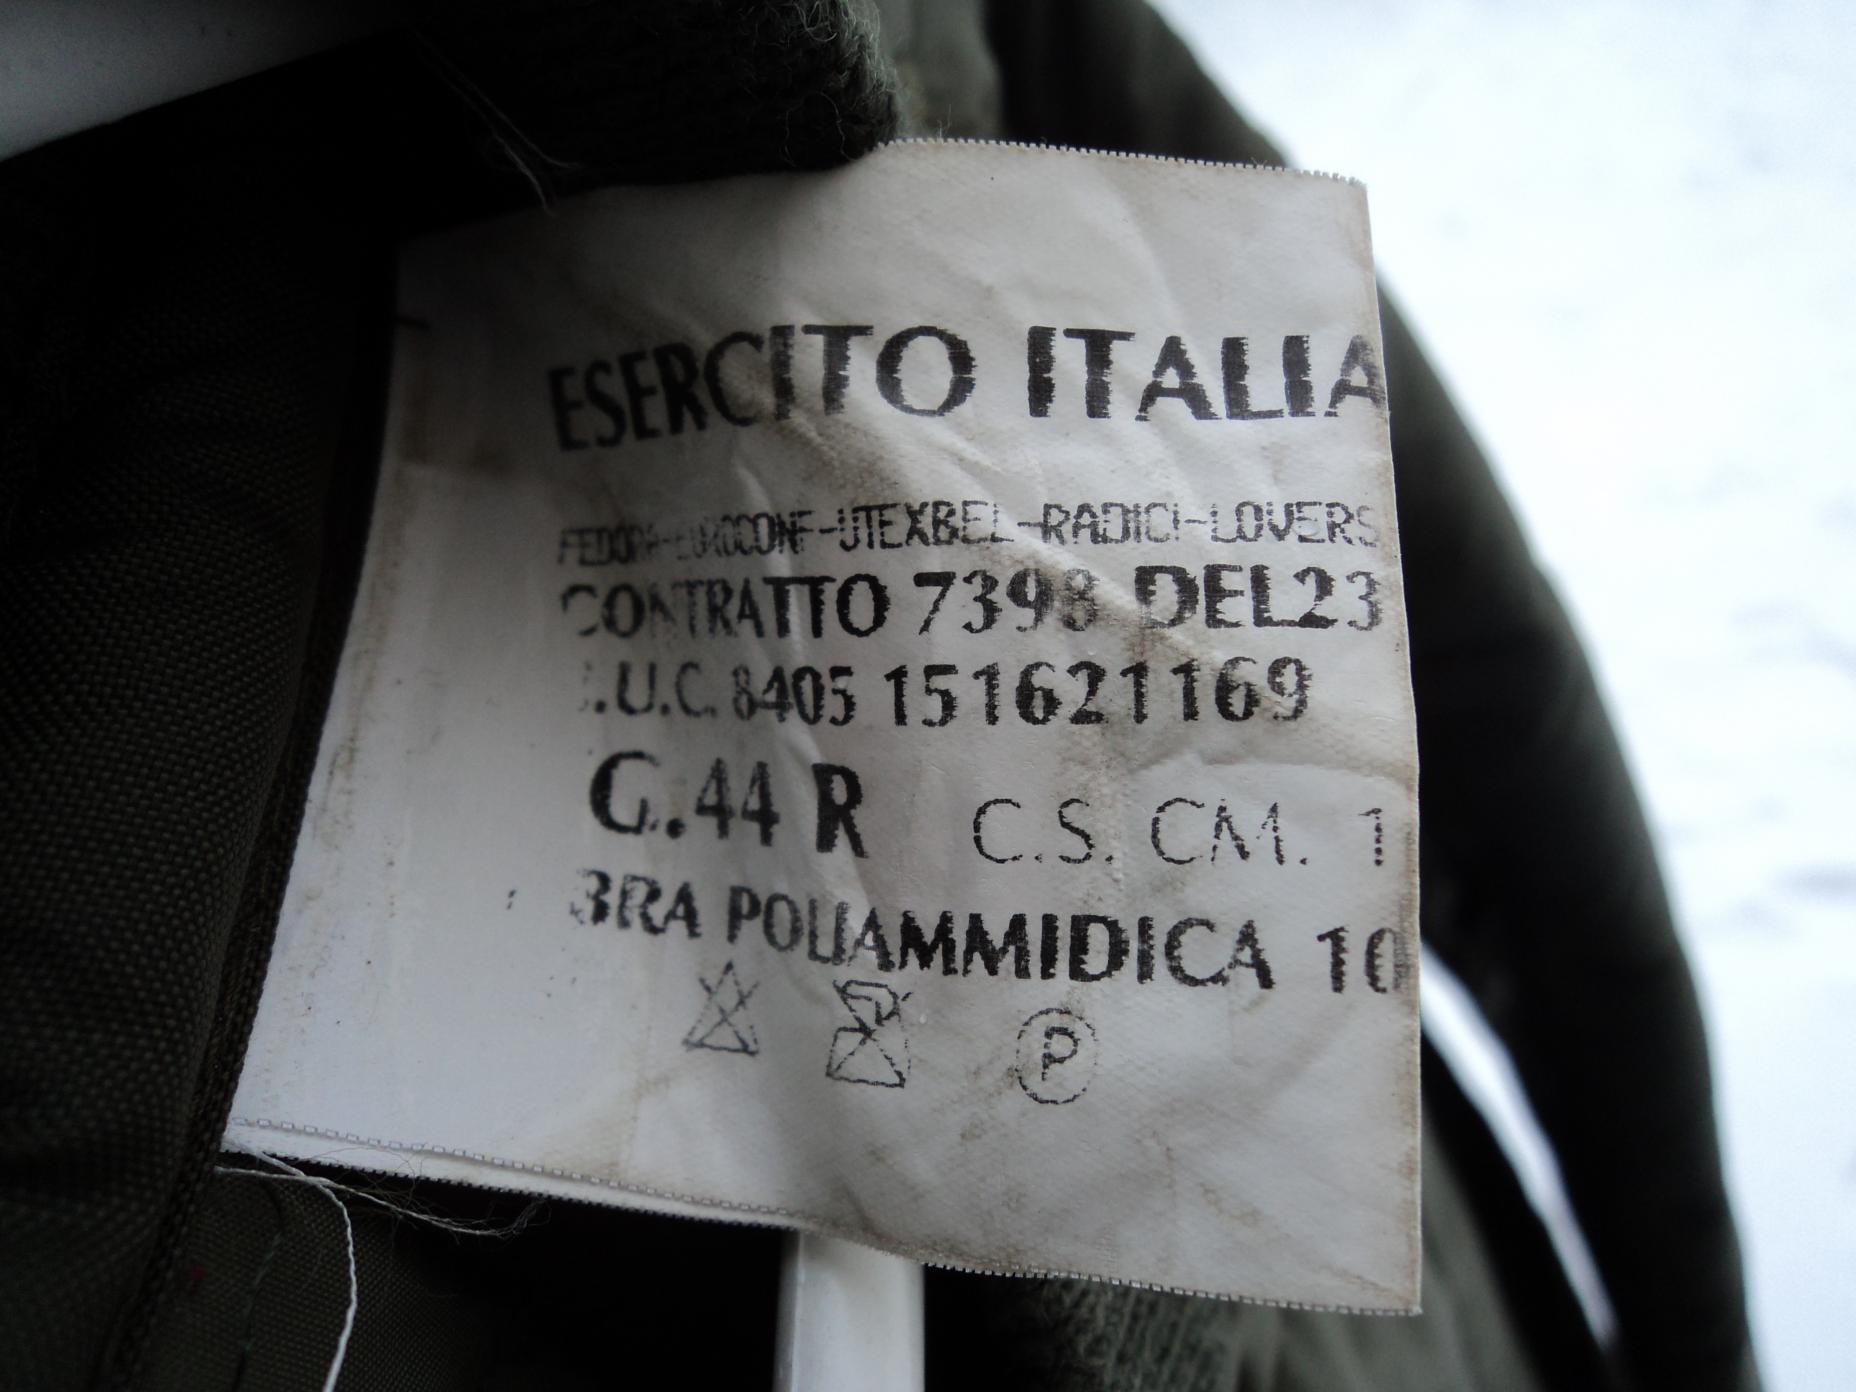 ESERCITO ITALIA
FEDORA-EUROCONF-UTEXBEL-RADICI-LOVERS
CONTRATTO 7398 DEL23
.U.C. 8405 151621169
G.44 R C.S. CM. 1
BRA POLIAMMIDICA 10
P